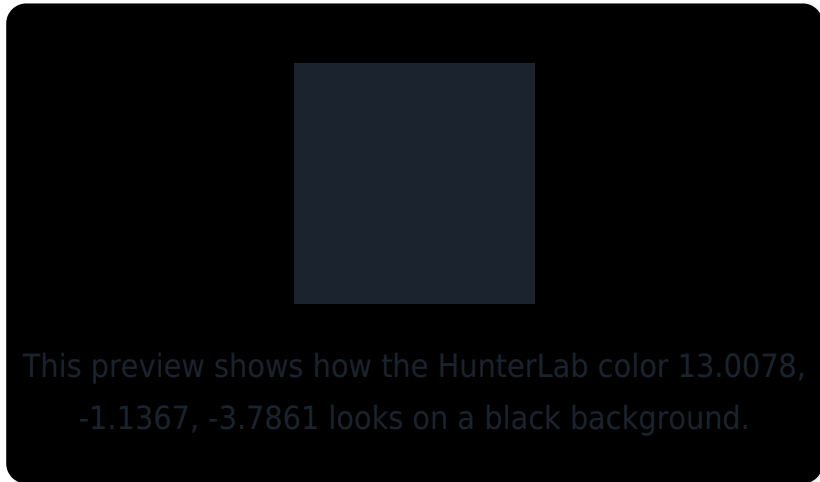 This preview shows how the HunterLab color 13.0078,
-1.1367, -3.7861 looks on a black background.